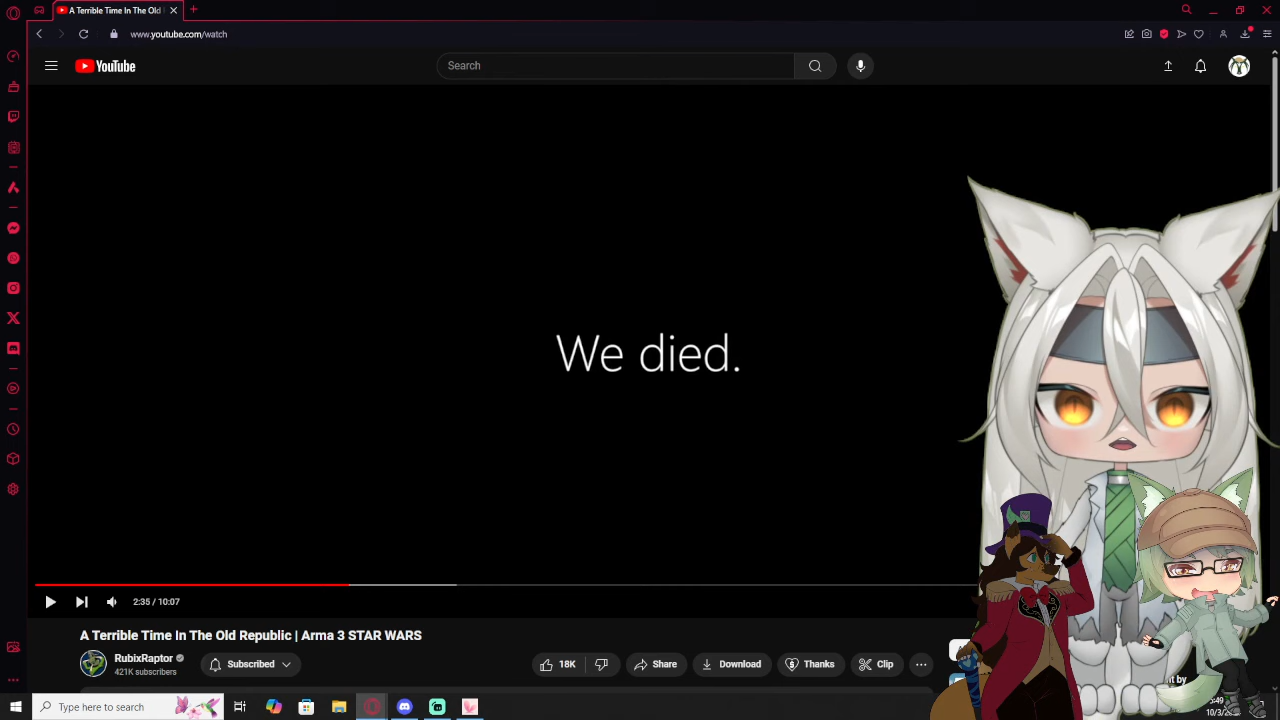 A Terrible Time In The Old
www.youtube.com/watch
YouTube
Search
We died.
2:35 / 10:07
A Terrible Time In The Old Republic | Arma 3 STAR WARS
RubixRaptor
421K subscribers
Subscribed
18K
Share
Download
Thanks
Clip
Type here to search